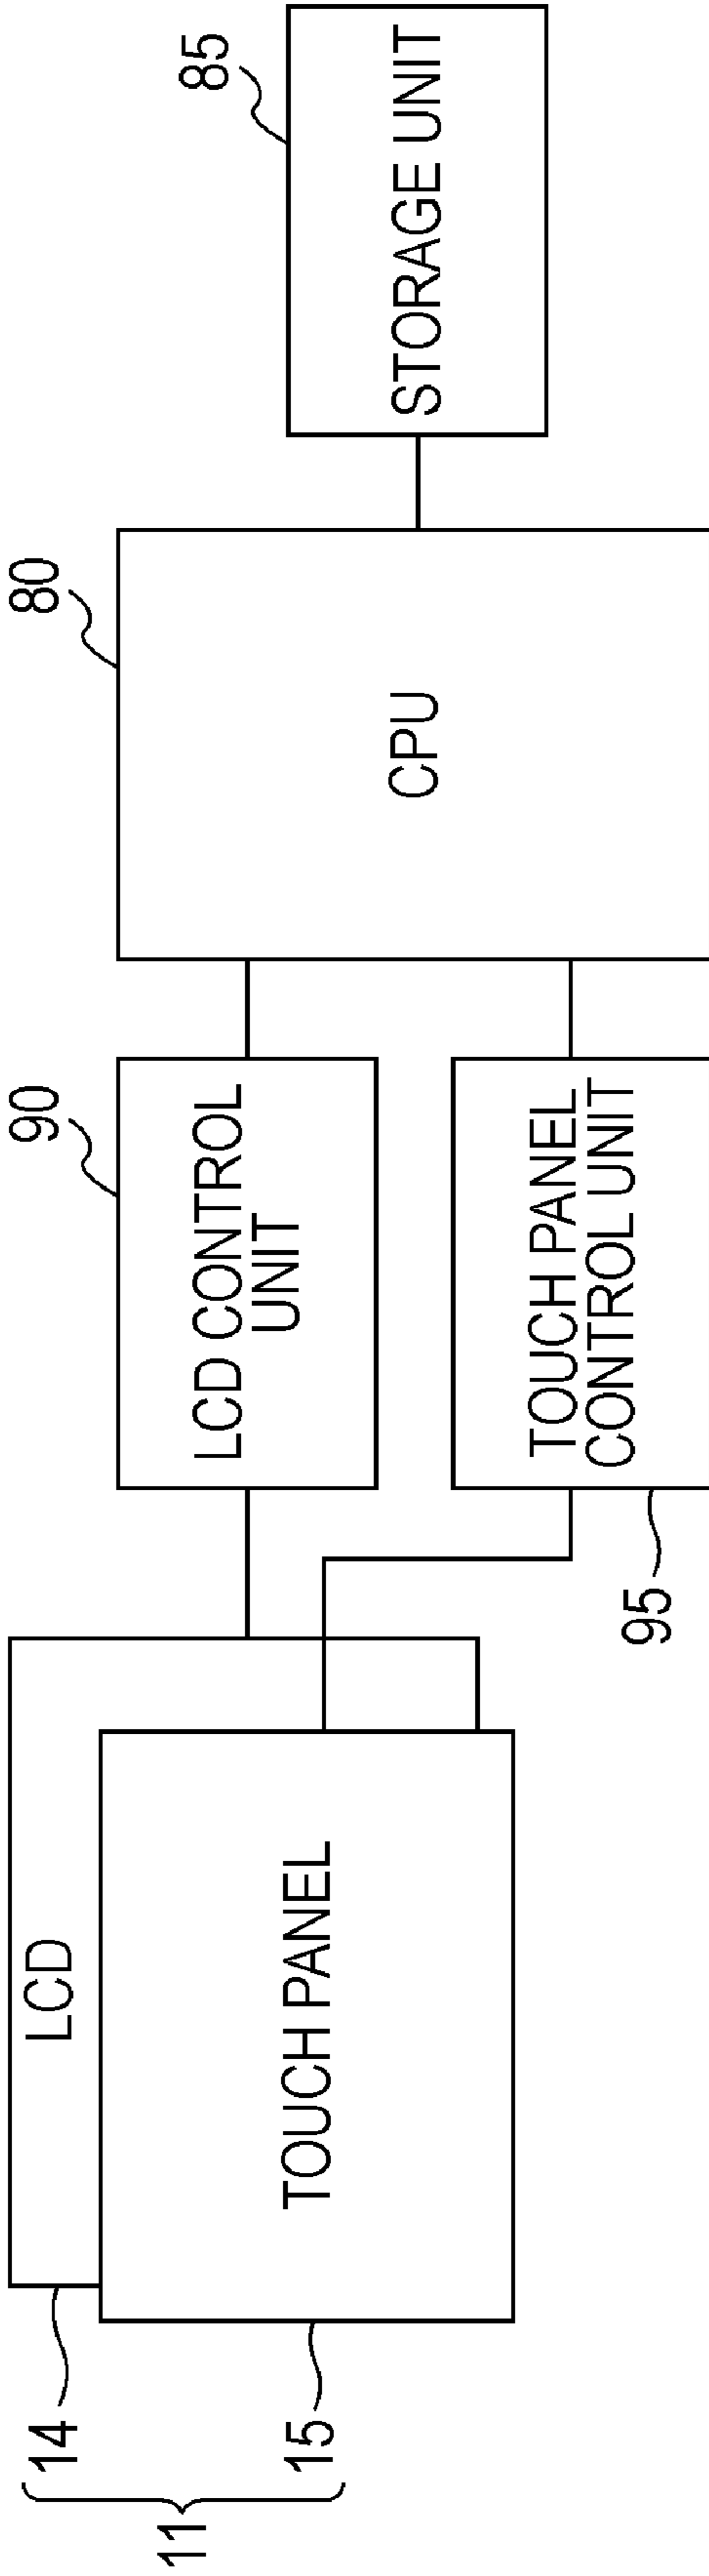 11
14
LCD
15
TOUCH PANEL
90
LCD CONTROL
UNIT
95
TOUCH PANEL
CONTROL UNIT
80
CPU
85
STORAGE UNIT